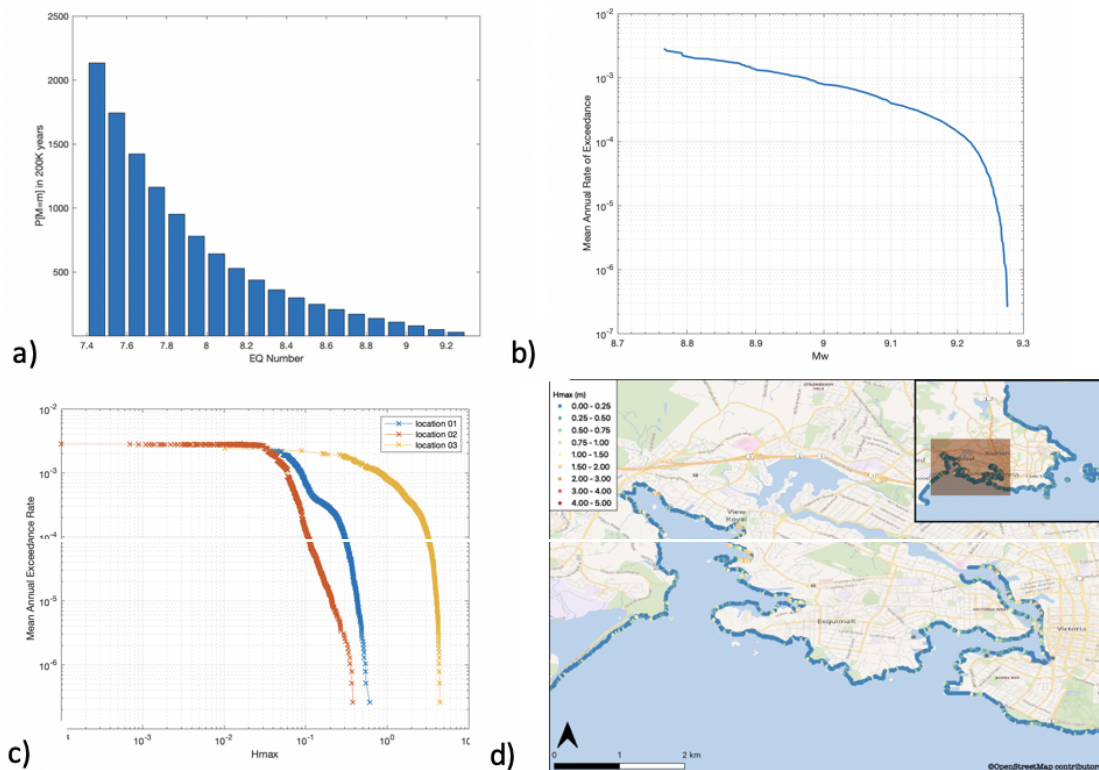 2500
2000
1500
1000
500
P[M=m] in 200K years
7.4 7.6 7.8 8 8.2 8.4 8.6 8.8 9 9.2
EQ Number
a)
10-2
10-3
10-4
10-5
10-6
10-7
Mean Annual Rate of Exceedance
8.7 8.8 8.9 9 9.1 9.2 9.3
Mw
b)
10-2
10-3
10-4
10-5
10-6
Mean Annual Exceedance Rate
location 01
location 02
location 03
10-3 10-2 10-1 100
Hmax
c)
Hmax (m)
0.00 - 0.25
0.25 - 0.50
0.50 - 0.75
0.75 - 1.00
1.00 - 1.50
1.50 - 2.00
2.00 - 3.00
3.00 - 4.00
4.00 - 5.00
View
Royal
Esquimalt
Victoria
0 1 2 km
©OpenStreetMap contributors
d)